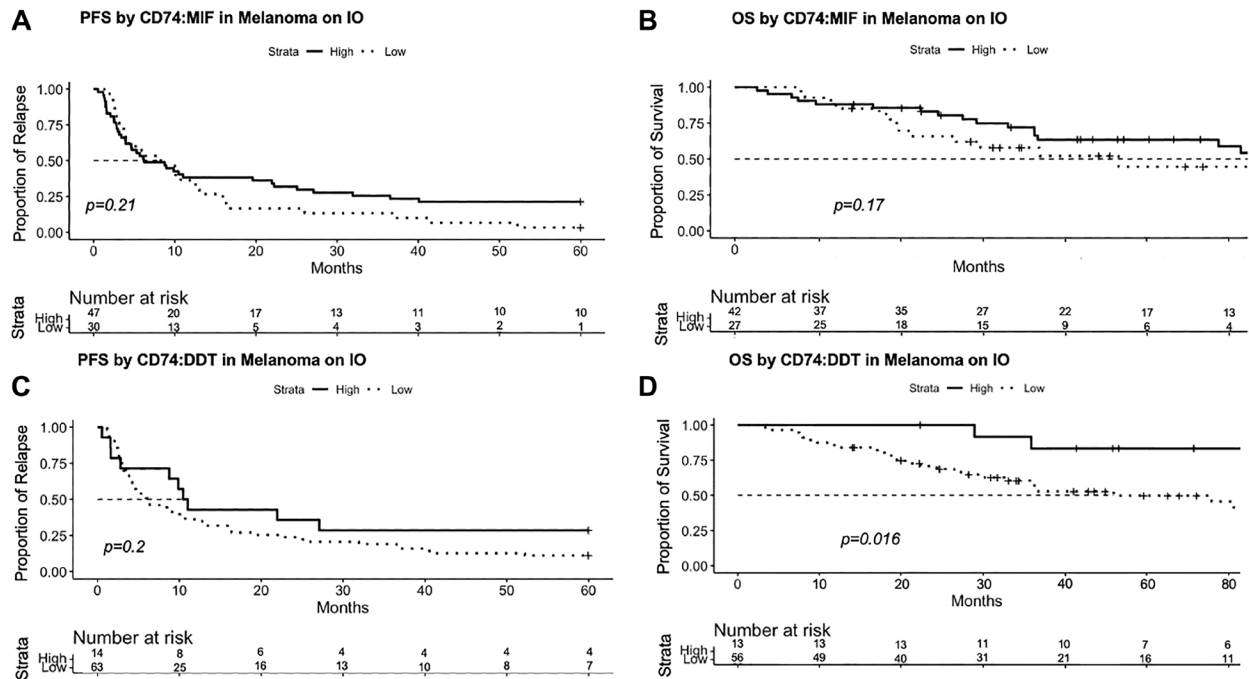 A
PFS by CD74:MIF in Melanoma on IO
Strata High Low
Proportion of Relapse
1.00
0.75
0.50
0.25
0.00
p=0.21
0 10 20 30 40 50 60
Months
Number at risk
Strata
High 47 20 17 13 11 10 10
Low 30 13 5 4 3 2 1
B
OS by CD74:MIF in Melanoma on IO
Strata High Low
Proportion of Survival
1.00
0.75
0.50
0.25
0.00
p=0.17
0
Months
Number at risk
Strata
High 42 37 35 27 22 17 13
Low 27 25 18 15 9 6 4
C
PFS by CD74:DDT in Melanoma on IO
Strata High Low
Proportion of Relapse
1.00
0.75
0.50
0.25
0.00
p=0.2
0 10 20 30 40 50 60
Months
Number at risk
Strata
High 14 8 6 4 4 4 4
Low 63 25 16 13 10 8 7
D
OS by CD74:DDT in Melanoma on IO
Strata High Low
Proportion of Survival
1.00
0.75
0.50
0.25
0.00
p=0.016
0 10 20 30 40 60 80
Months
Number at risk
Strata
High 13 13 13 11 10 7 6
Low 56 49 40 31 21 16 11